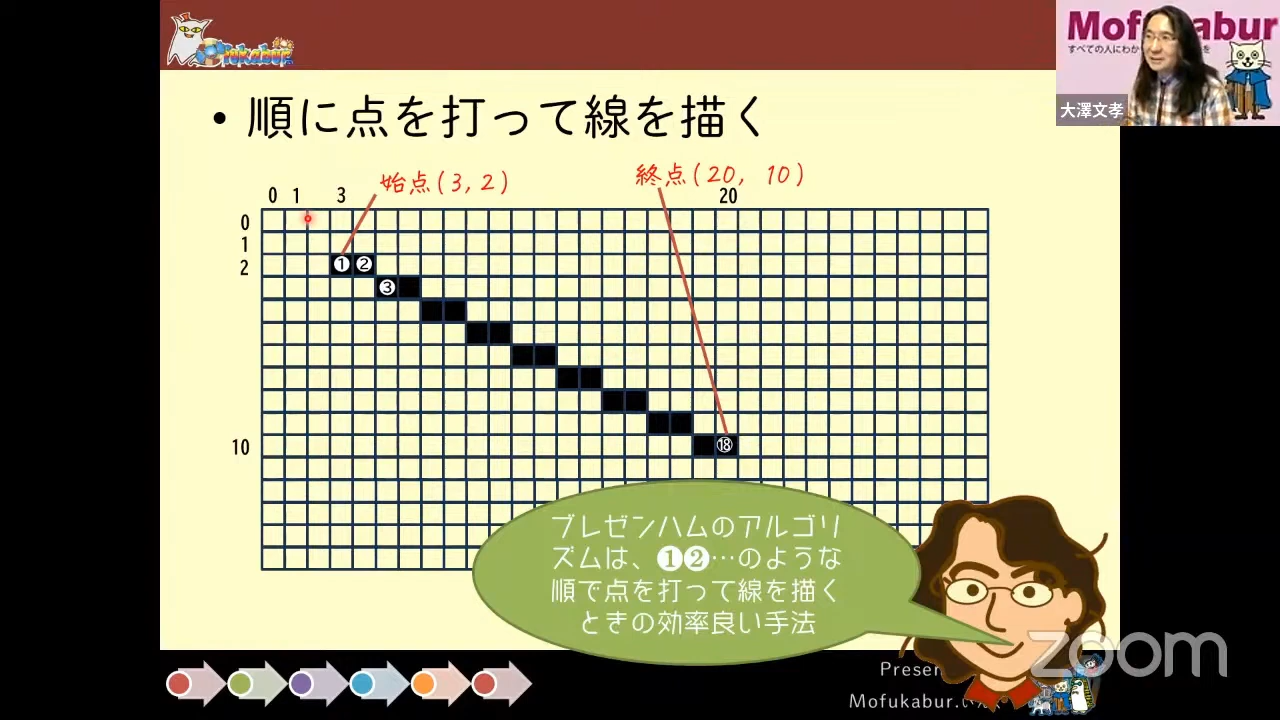 Mofukabur
Mofukabur
すべての人にわか
を
大澤文孝
・順に点を打って線を描く
始点(3, 2)
終点(20, 10)
0 1 3 20
0
1
2
10
❶ ❷
❸
⑱
ブレゼンハムのアルゴリ
ズムは、❶❷…のような
順で点を打って線を描く
ときの効率良い手法
zoom
Presen
Mofukabur.